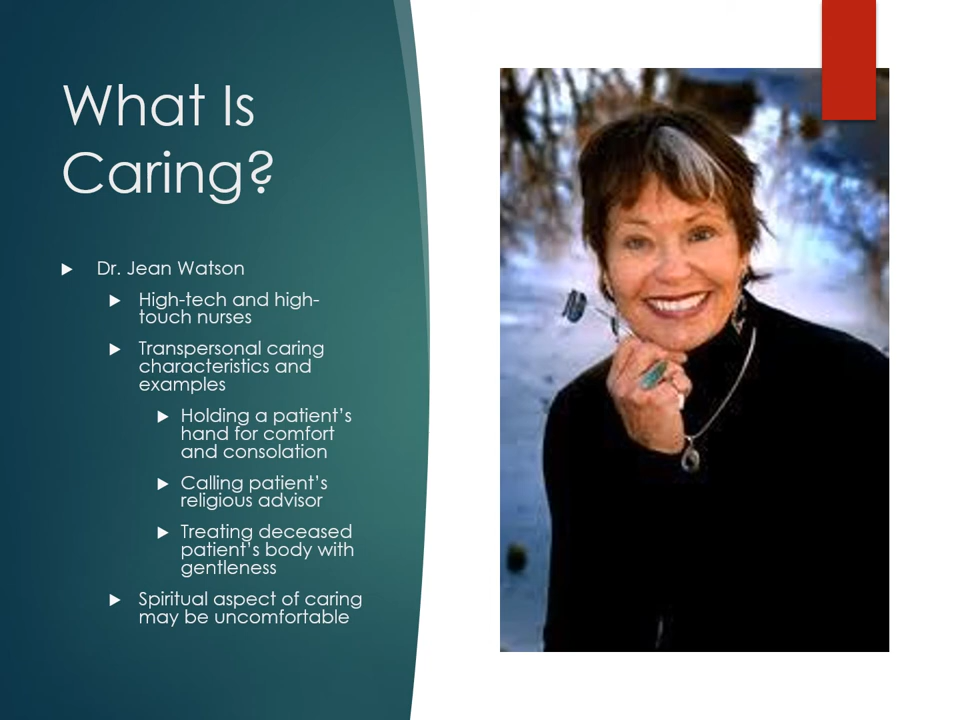 What Is
Caring?
Dr. Jean Watson
High-tech and high-
touch nurses
Transpersonal caring
characteristics and
examples
Holding a patient's
hand for comfort
and consolation
Calling patient's
religious advisor
Treating deceased
patient's body with
gentleness
Spiritual aspect of caring
may be uncomfortable